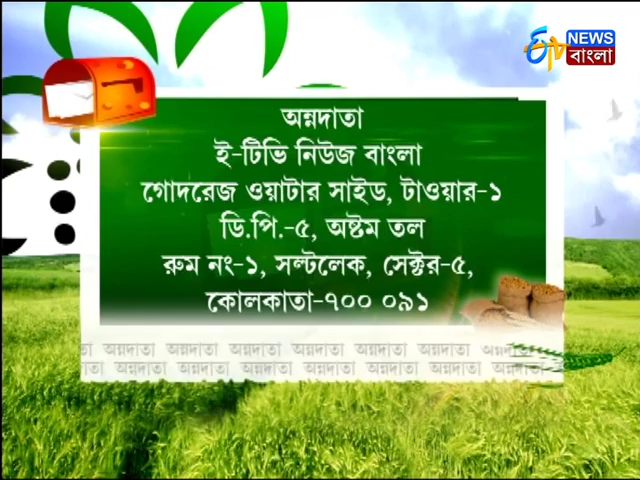 ETV NEWS
বাংলা
অন্নদাতা
ই-টিভি নিউজ বাংলা
গোদরেজ ওয়াটার সাইড, টাওয়ার-১
ডি.পি.-৫, অষ্টম তল
রুম নং-১, সল্টলেক, সেক্টর-৫,
কোলকাতা-৭০০ ০৯১
অন্নদাতা অন্নদাতা অন্নদাতা অন্নদাতা অন্নদাতা অন্নদাতা
অন্নদাতা অন্নদাতা অন্নদাতা অন্নদাতা অন্নদাতা অন্নদাতা অন্নদাতা